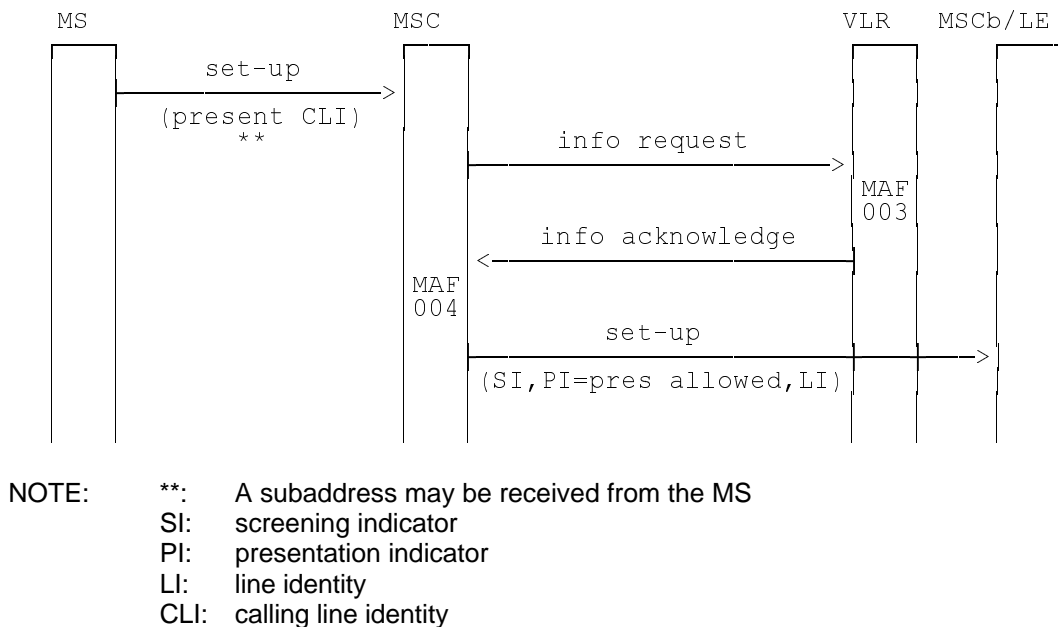 MS MSC VLR MSCb/LE
set-up
(present CLI)
**
info request
MAF
003
info acknowledge
MAF
004
set-up
(SI,PI=pres allowed,LI)
NOTE: **: A subaddress may be received from the MS
SI: screening indicator
PI: presentation indicator
LI: line identity
CLI: calling line identity